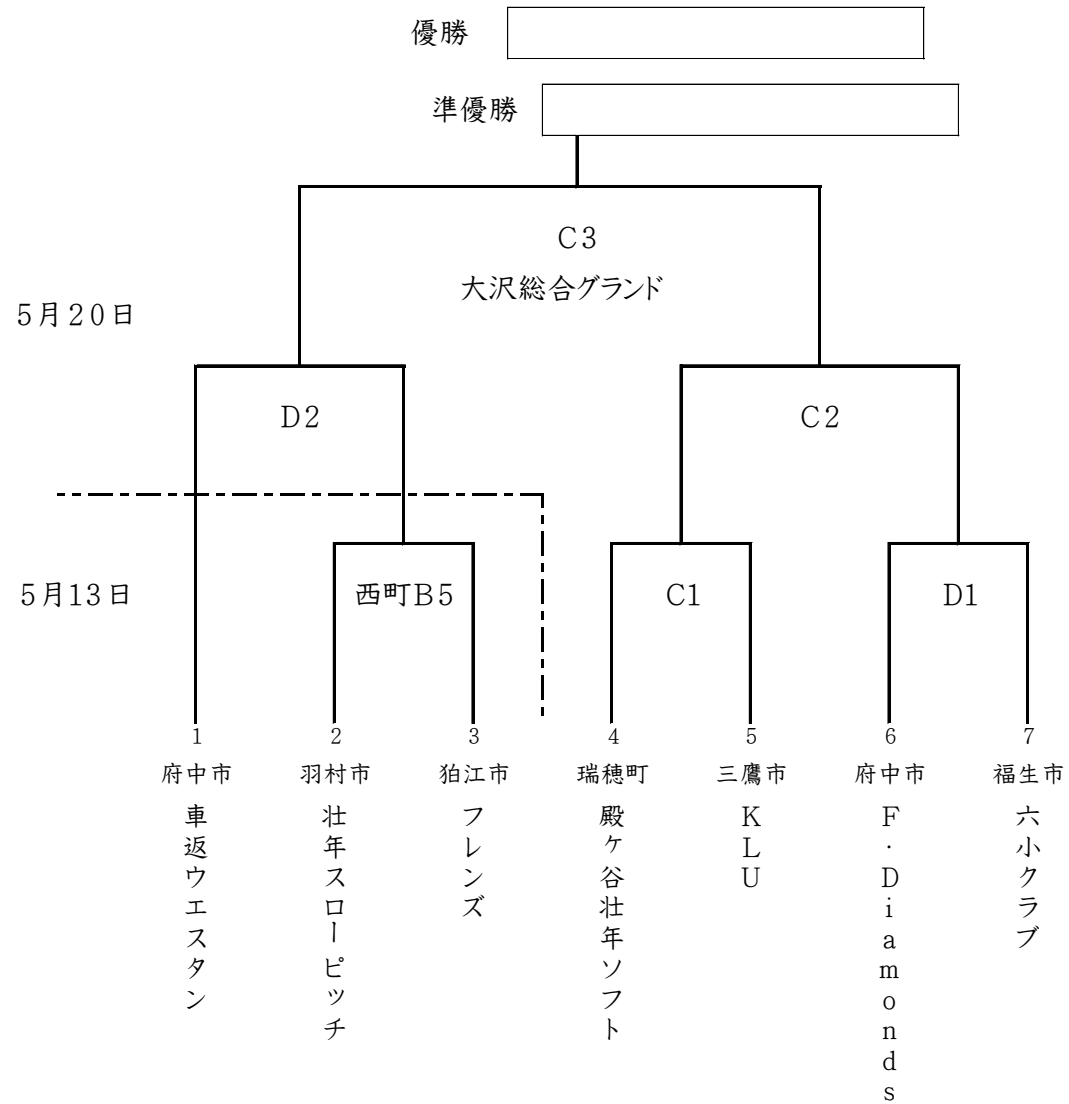 優勝
準優勝
C3
大沢総合グランド
5月20日
D2
C2
5月13日
西町B5
C1
D1
1
2
3
4
5
6
7
府中市
羽村市
狛江市
瑞穂町
三鷹市
府中市
福生市
車返ウエスタン
壮年スローピッチ
フレンズ
殿ケ谷壮年ソフト
KLU
F・Diamonds
六小クラブ